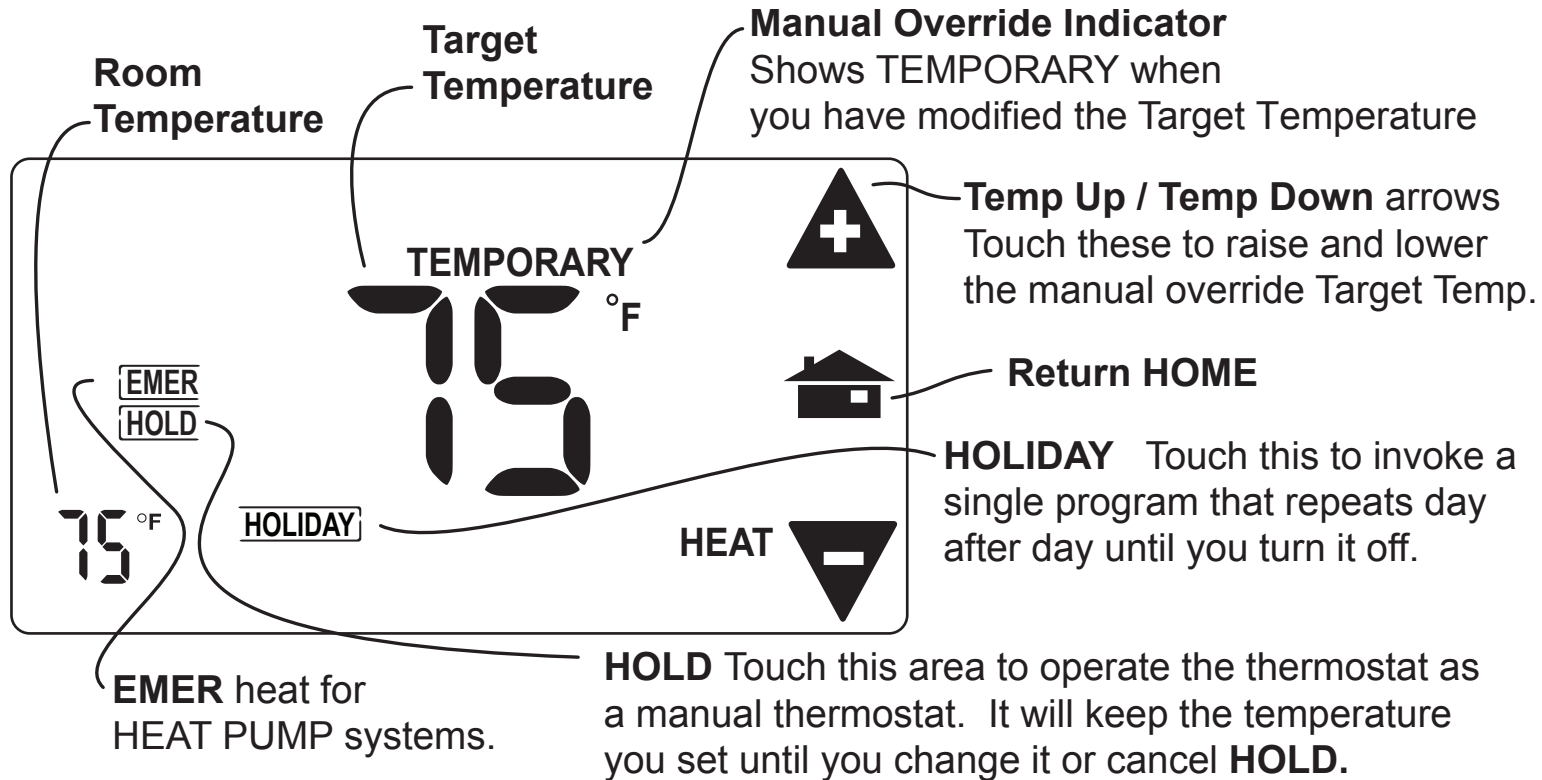 Room
Temperature
Target
Temperature
Manual Override Indicator
Shows TEMPORARY when
you have modified the Target Temperature
TEMPORARY
75 °F
EMER
HOLD
75 °F
HOLIDAY
HEAT
Temp Up / Temp Down arrows
Touch these to raise and lower
the manual override Target Temp.
Return HOME
HOLIDAY Touch this to invoke a
single program that repeats day
after day until you turn it off.
EMER heat for
HEAT PUMP systems.
HOLD Touch this area to operate the thermostat as
a manual thermostat. It will keep the temperature
you set until you change it or cancel HOLD.